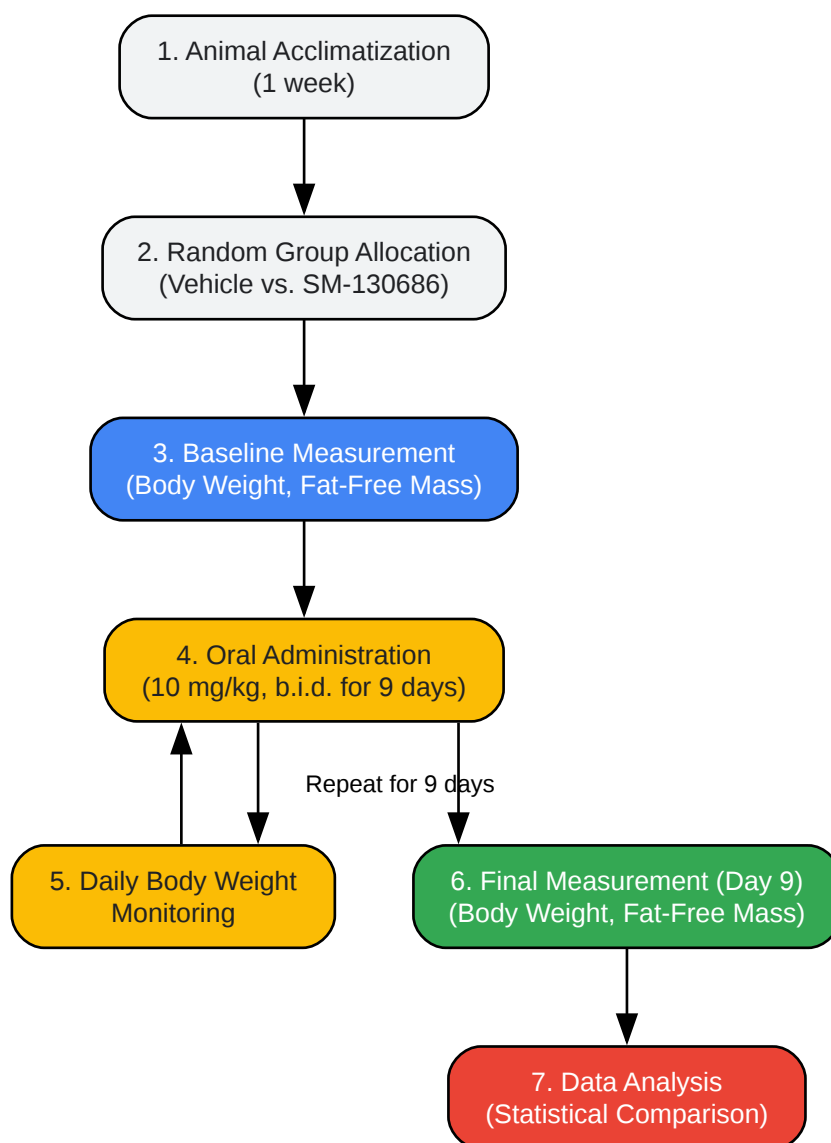 1. Animal Acclimatization
(1 week)
2. Random Group Allocation
(Vehicle vs. SM-130686)
3. Baseline Measurement
(Body Weight, Fat-Free Mass)
4. Oral Administration
(10 mg/kg, b.i.d. for 9 days)
Repeat for 9 days
5. Daily Body Weight
Monitoring
6. Final Measurement (Day 9)
(Body Weight, Fat-Free Mass)
7. Data Analysis
(Statistical Comparison)